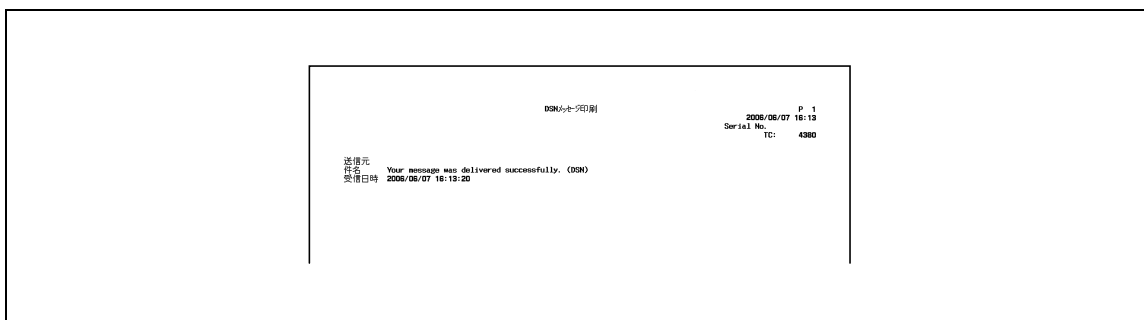 DSNﾒｯｾｰｼﾞ印刷
P 1
2006/06/07 16:13
Serial No.
TC: 4380
送信元
件名 Your message was delivered successfully. (DSN)
受信日時 2006/06/07 16:13:20